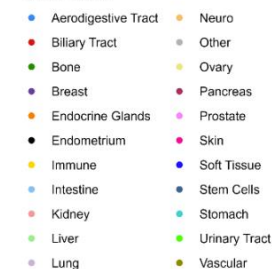 Aerodigestive Tract
Biliary Tract
Bone
Breast
Endocrine Glands
Endometrium
Immune
Intestine
Kidney
Liver
Lung
Neuro
Other
Ovary
Pancreas
Prostate
Skin
Soft Tissue
Stem Cells
Stomach
Urinary Tract
Vascular